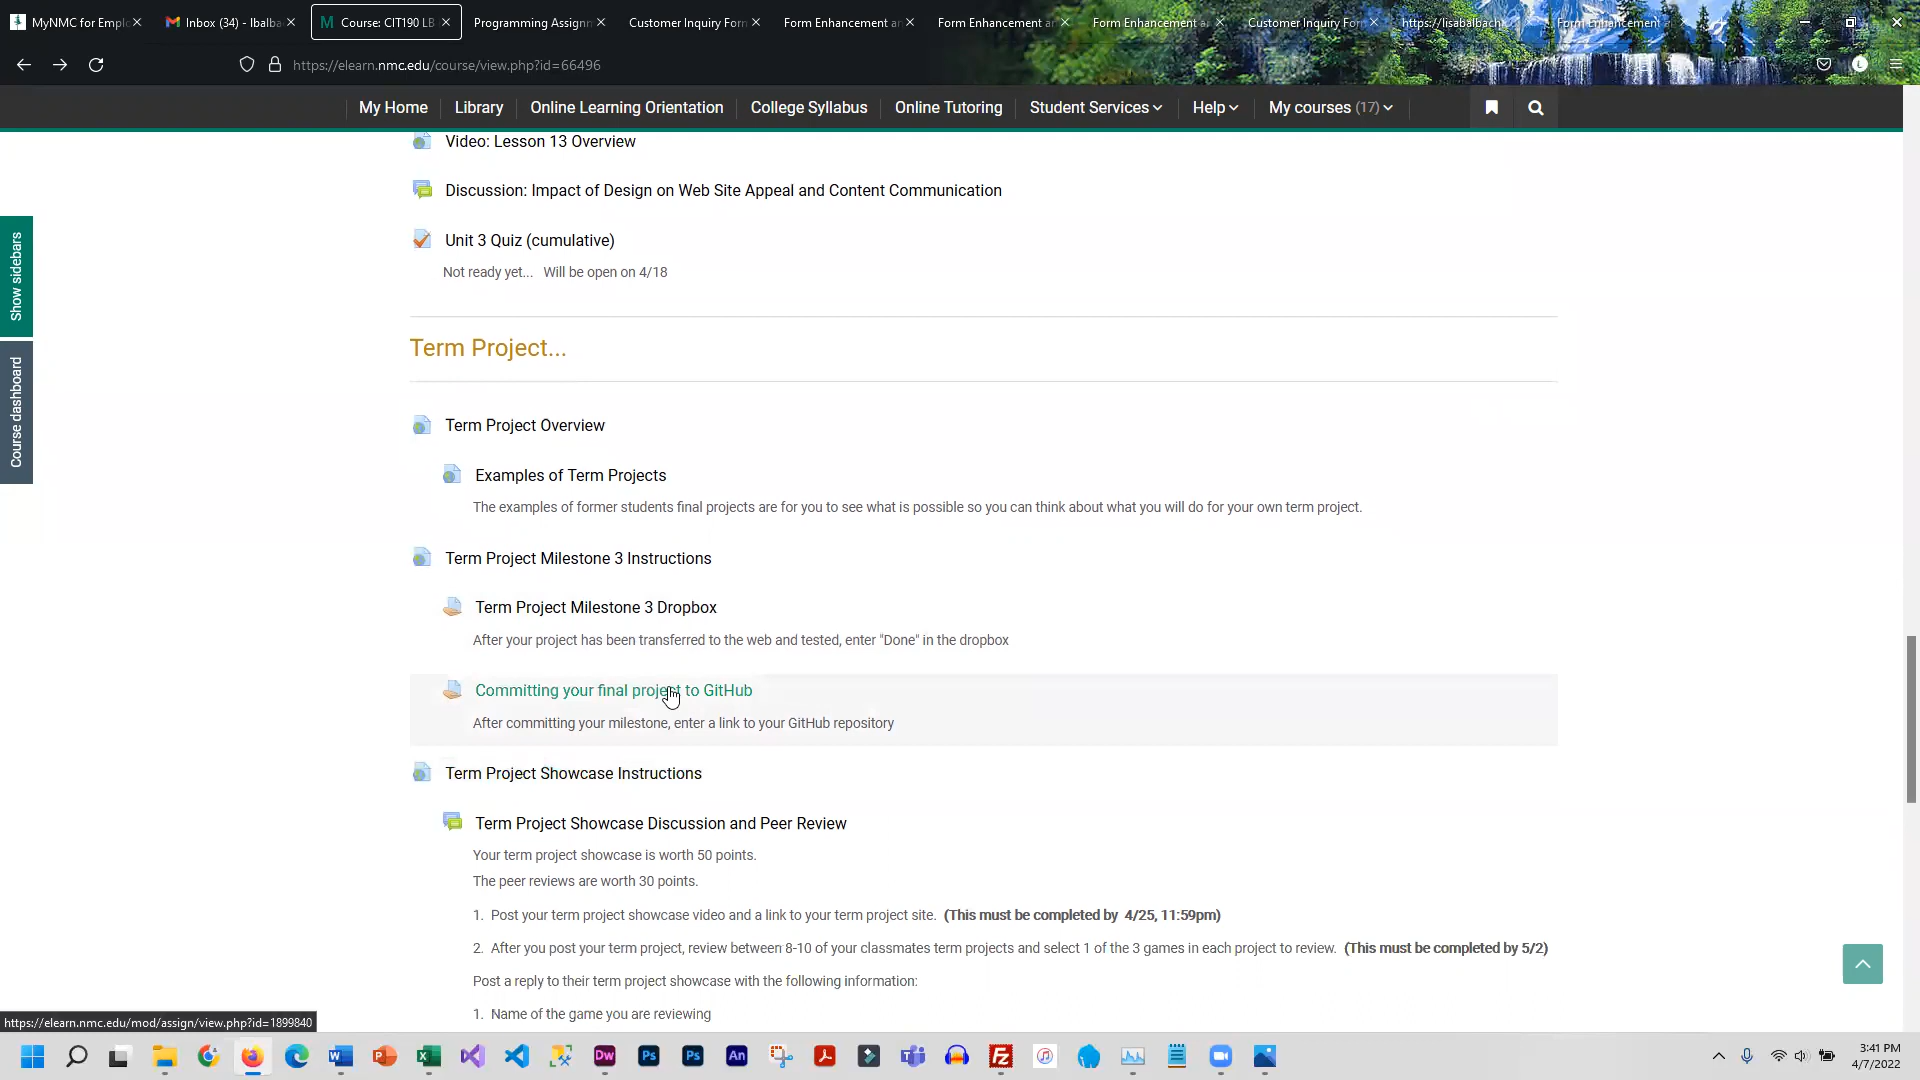 MyNMC for Emplo
Inbox (34) - lbalba
Course: CIT190 LB
Programming Assignm
Customer Inquiry Form
Form Enhancement an
Form Enhancement an
Form Enhancement an
Customer Inquiry For
https://lisabalbach
Form Enhancement
https://elearn.nmc.edu/course/view.php?id=66496
My Home
Library
Online Learning Orientation
College Syllabus
Online Tutoring
Student Services
Help
My courses (17)
Show sidebars
Course dashboard
Video: Lesson 13 Overview
Discussion: Impact of Design on Web Site Appeal and Content Communication
Unit 3 Quiz (cumulative)
Not ready yet... Will be open on 4/18
Term Project...
Term Project Overview
Examples of Term Projects
The examples of former students final projects are for you to see what is possible so you can think about what you will do for your own term project.
Term Project Milestone 3 Instructions
Term Project Milestone 3 Dropbox
After your project has been transferred to the web and tested, enter "Done" in the dropbox
Committing your final project to GitHub
After committing your milestone, enter a link to your GitHub repository
Term Project Showcase Instructions
Term Project Showcase Discussion and Peer Review
Your term project showcase is worth 50 points.
The peer reviews are worth 30 points.
1. Post your term project showcase video and a link to your term project site. (This must be completed by 4/25, 11:59pm)
2. After you post your term project, review between 8-10 of your classmates term projects and select 1 of the 3 games in each project to review. (This must be completed by 5/2)
Post a reply to their term project showcase with the following information:
1. Name of the game you are reviewing
https://elearn.nmc.edu/mod/assign/view.php?id=1899840
3:41 PM
4/7/2022